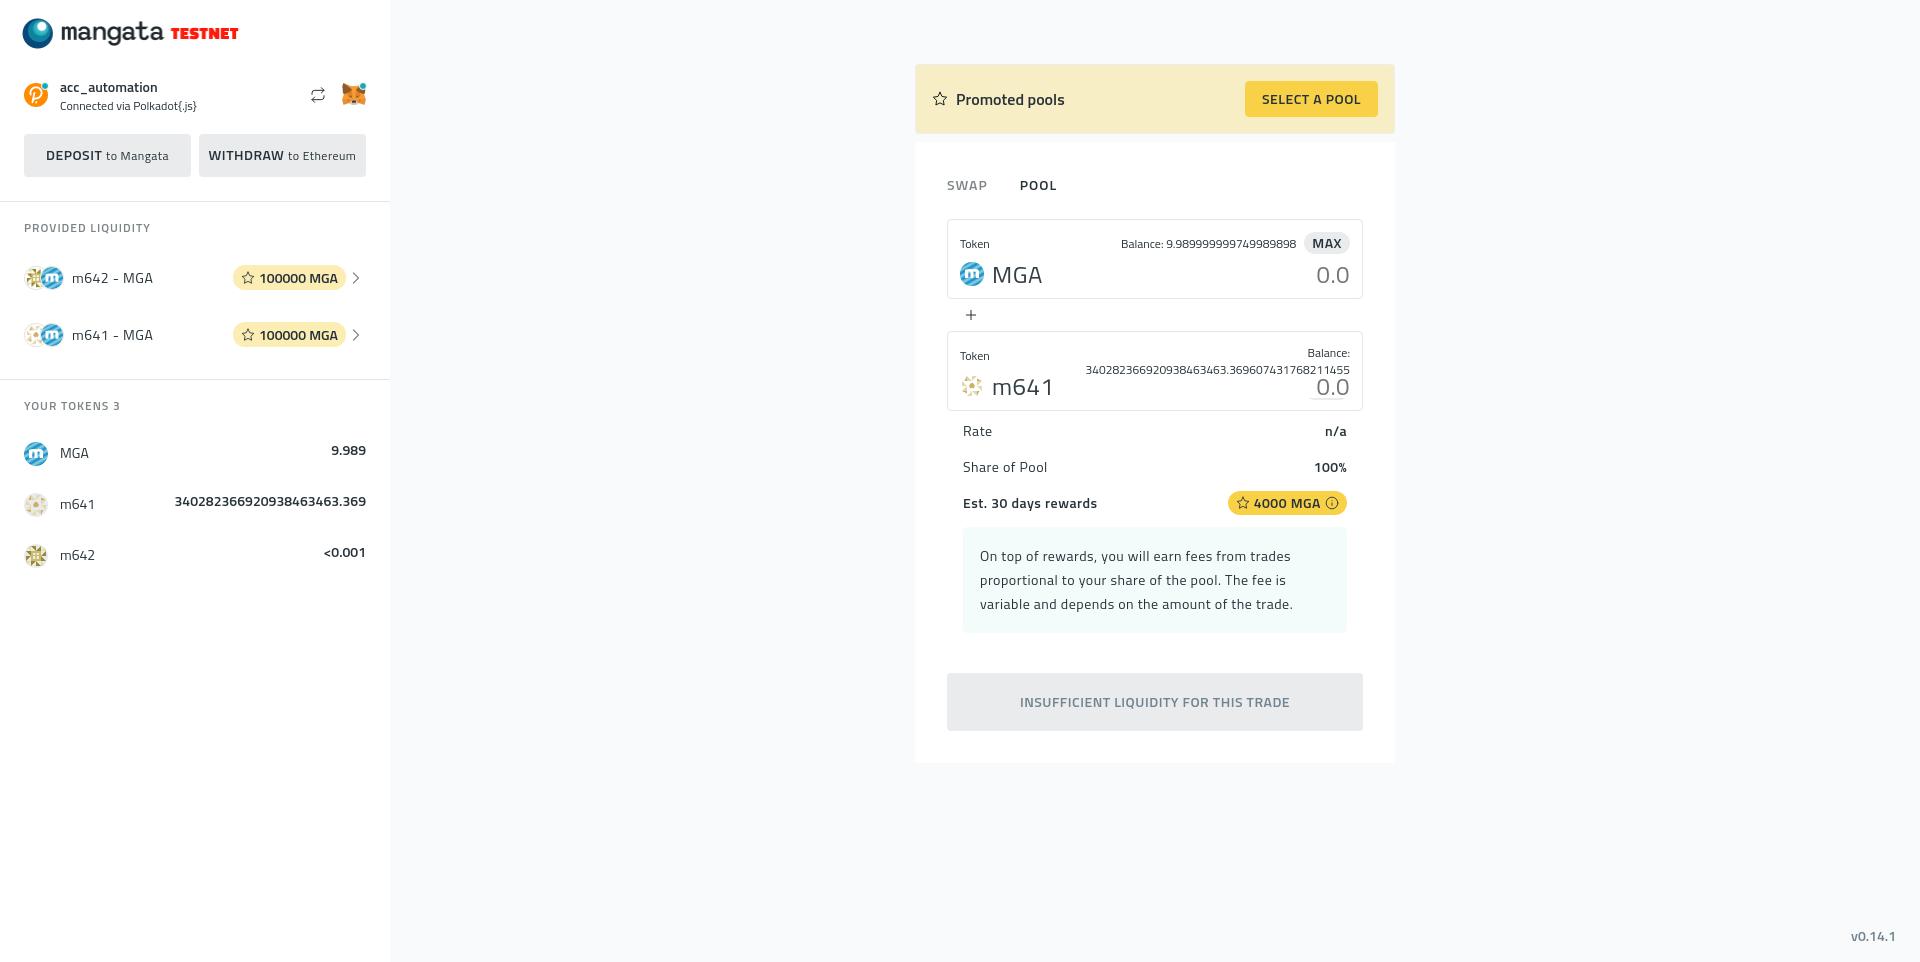 mangata TESTNET
acc_automation
Connected via Polkadot{.js}
DEPOSIT to Mangata
WITHDRAW to Ethereum
PROVIDED LIQUIDITY
m642 - MGA
100000 MGA
m641 - MGA
100000 MGA
YOUR TOKENS 3
MGA
9.989
m641
340282366920938463463.369
m642
<0.001
Promoted pools
SELECT A POOL
SWAP
POOL
Token
Balance: 9.989999999749989898
MAX
MGA
0.0
Token
Balance:
340282366920938463463.369607431768211455
m641
0.0
Rate
n/a
Share of Pool
100%
Est. 30 days rewards
4000 MGA
On top of rewards, you will earn fees from trades
proportional to your share of the pool. The fee is
variable and depends on the amount of the trade.
INSUFFICIENT LIQUIDITY FOR THIS TRADE
v0.14.1